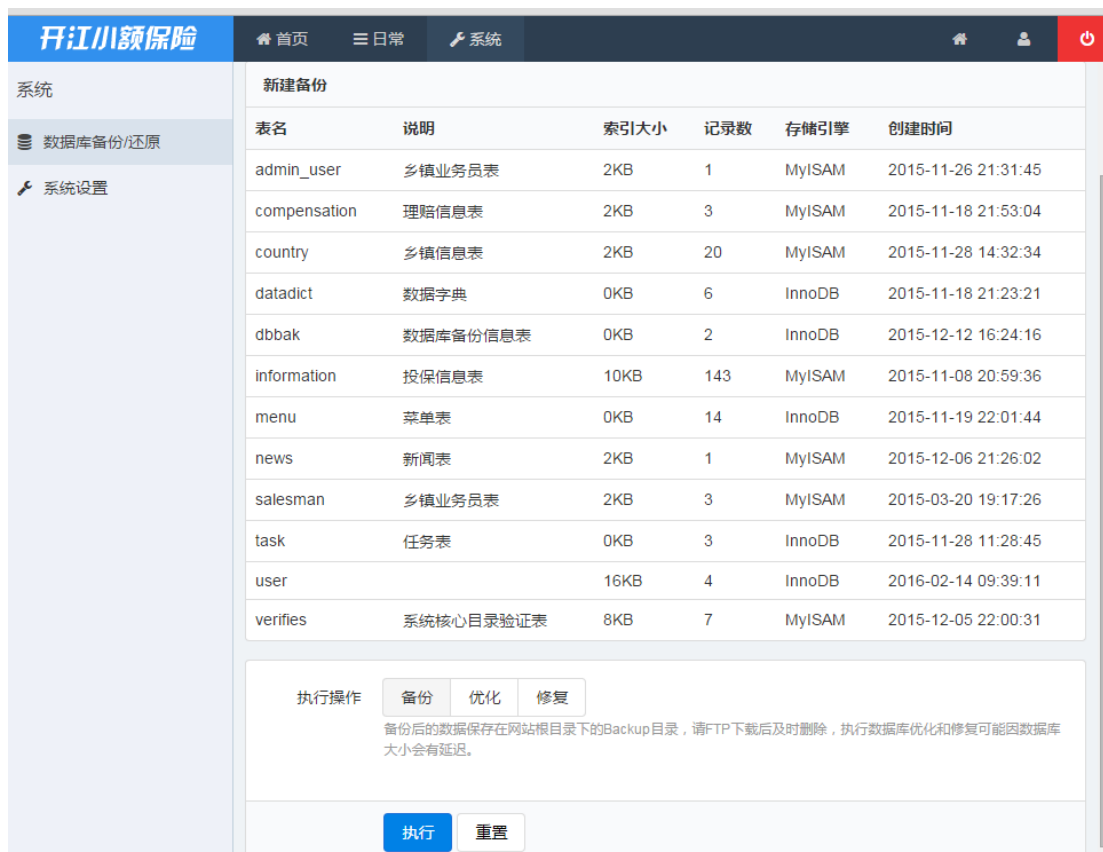 开江小额保险 首页 日常 系统
系统
数据库备份/还原
系统设置
新建备份
表名 说明 索引大小 记录数 存储引擎 创建时间
admin_user 乡镇业务员表 2KB 1 MyISAM 2015-11-26 21:31:45
compensation 理赔信息表 2KB 3 MyISAM 2015-11-18 21:53:04
country 乡镇信息表 2KB 20 MyISAM 2015-11-28 14:32:34
datadict 数据字典 0KB 6 InnoDB 2015-11-18 21:23:21
dbbak 数据库备份信息表 0KB 2 InnoDB 2015-12-12 16:24:16
information 投保信息表 10KB 143 MyISAM 2015-11-08 20:59:36
menu 菜单表 0KB 14 InnoDB 2015-11-19 22:01:44
news 新闻表 2KB 1 MyISAM 2015-12-06 21:26:02
salesman 乡镇业务员表 2KB 3 MyISAM 2015-03-20 19:17:26
task 任务表 0KB 3 InnoDB 2015-11-28 11:28:45
user 16KB 4 InnoDB 2016-02-14 09:39:11
verifies 系统核心目录验证表 8KB 7 MyISAM 2015-12-05 22:00:31
执行操作 备份 优化 修复
备份后的数据保存在网站根目录下的Backup目录，请FTP下载后及时删除，执行数据库优化和修复可能因数据库
大小会有延迟。
执行 重置